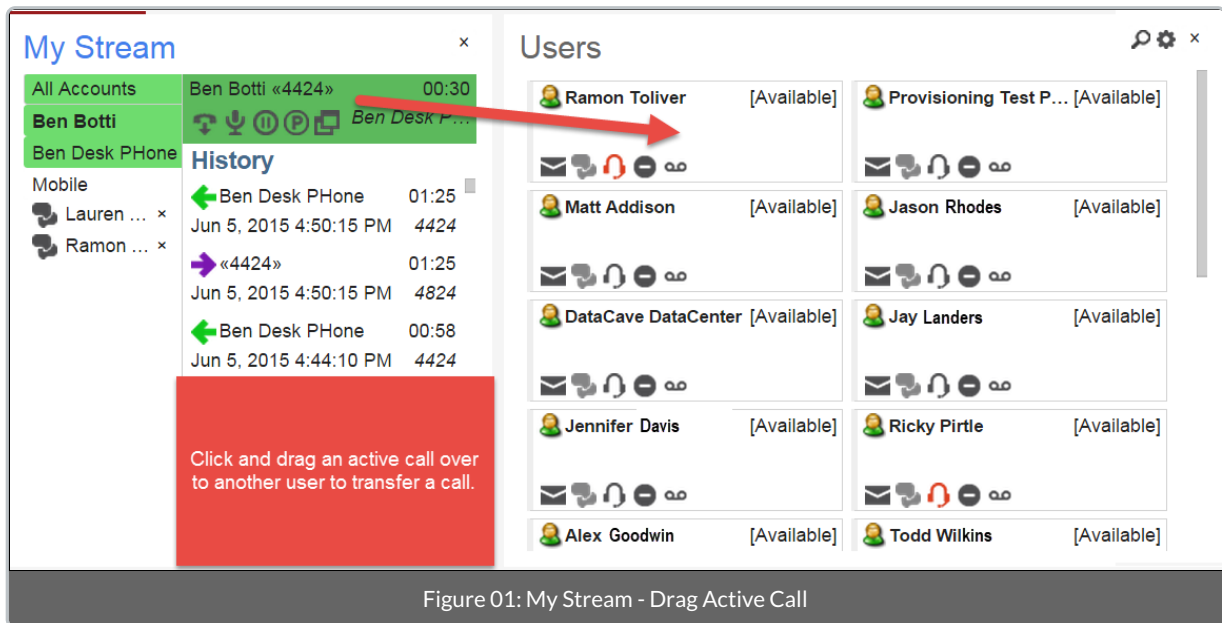 My Stream
×
All Accounts
Ben Botti
Ben Desk PHone
Mobile
Lauren ... ×
Ramon ... ×
Ben Botti «4424» 00:30
Ben Desk P...
History
Ben Desk PHone 01:25
Jun 5, 2015 4:50:15 PM 4424
«4424» 01:25
Jun 5, 2015 4:50:15 PM 4824
Ben Desk PHone 00:58
Jun 5, 2015 4:44:10 PM 4424
Click and drag an active call over
to another user to transfer a call.
Users
×
Ramon Toliver [Available]
Provisioning Test P... [Available]
Matt Addison [Available]
Jason Rhodes [Available]
DataCave DataCenter [Available]
Jay Landers [Available]
Jennifer Davis [Available]
Ricky Pirtle [Available]
Alex Goodwin [Available]
Todd Wilkins [Available]
Figure 01: My Stream - Drag Active Call